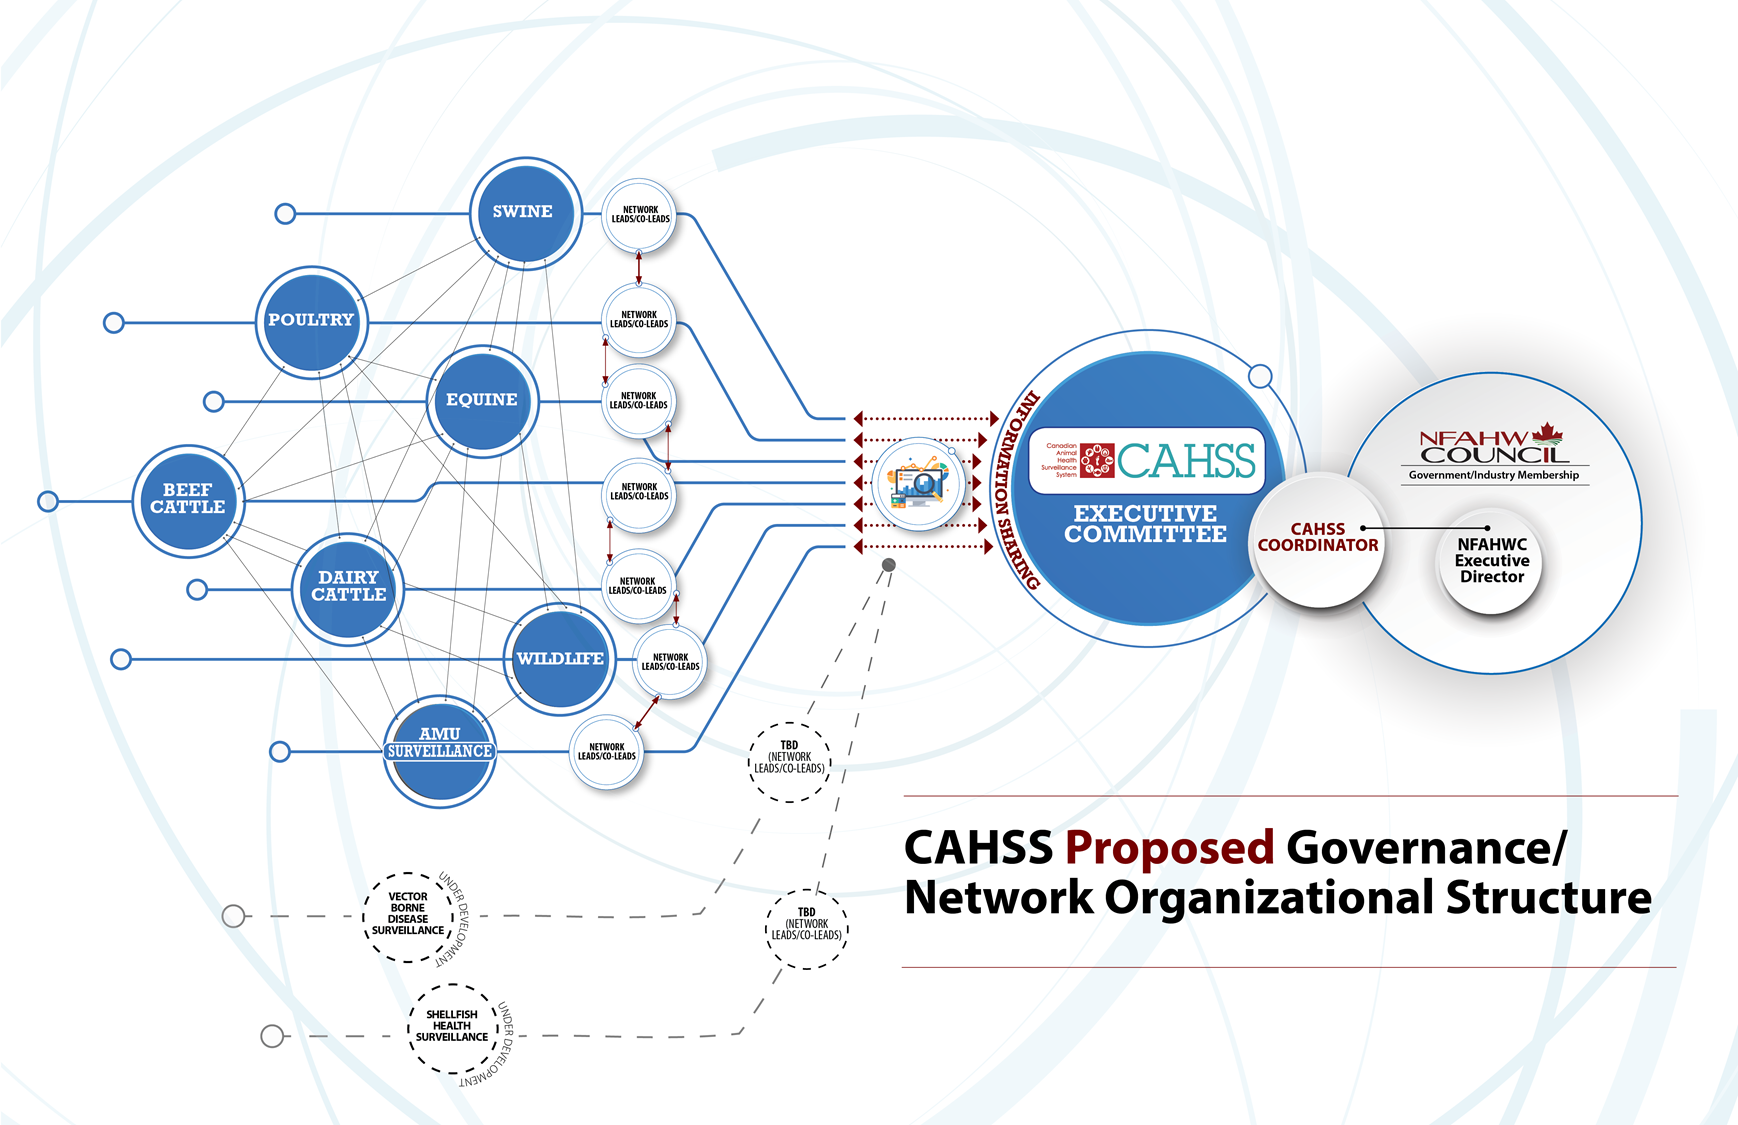 SWINE
NETWORK
LEADS/CO-LEADS
POULTRY
NETWORK
LEADS/CO-LEADS
EQUINE
NETWORK
LEADS/CO-LEADS
BEEF
CATTLE
NETWORK
LEADS/CO-LEADS
DAIRY
CATTLE
NETWORK
LEADS/CO-LEADS
WILDLIFE
NETWORK
LEADS/CO-LEADS
AMU
SURVEILLANCE
NETWORK
LEADS/CO-LEADS
INFORMATION SHARING
Canadian
Animal
Health
Surveillance
System
CAHSS
EXECUTIVE
COMMITTEE
CAHSS
COORDINATOR
NFAHW
COUNCIL
Government/Industry Membership
NFAHWC
Executive
Director
TBD
(NETWORK
LEADS/CO-LEADS)
VECTOR
BORNE
DISEASE
SURVEILLANCE
UNDER DEVELOPMENT
TBD
(NETWORK
LEADS/CO-LEADS)
SHELLFISH
HEALTH
SURVEILLANCE
UNDER DEVELOPMENT
CAHSS Proposed Governance/
Network Organizational Structure